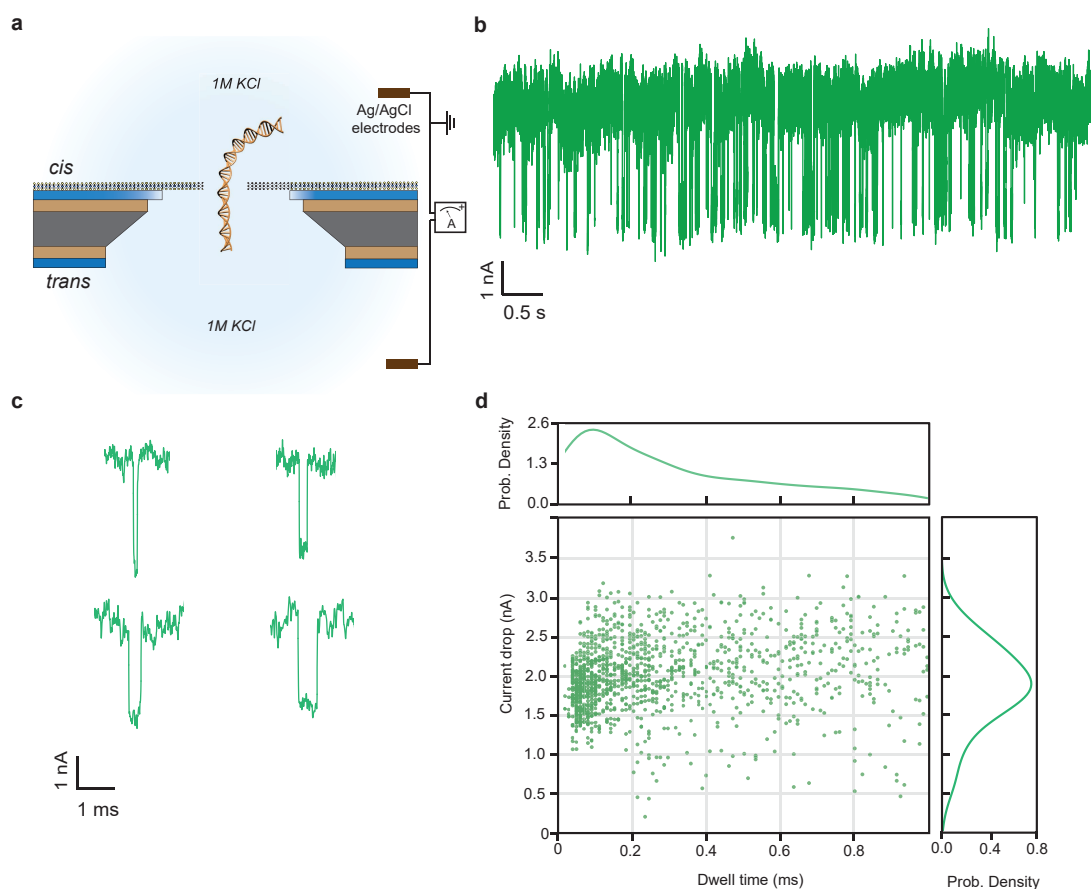 a
1M KCl
Ag/AgCl
electrodes
cis
+
A
trans
1M KCl
b
1 nA
0.5 s
c
1 nA
1 ms
d
Prob. Density
2.6
1.3
0.0
Current drop (nA)
3.5
3.0
2.5
2.0
1.5
1.0
0.5
0
0
0.2
0.4
0.6
0.8
Dwell time (ms)
0.0
0.4
0.8
Prob. Density